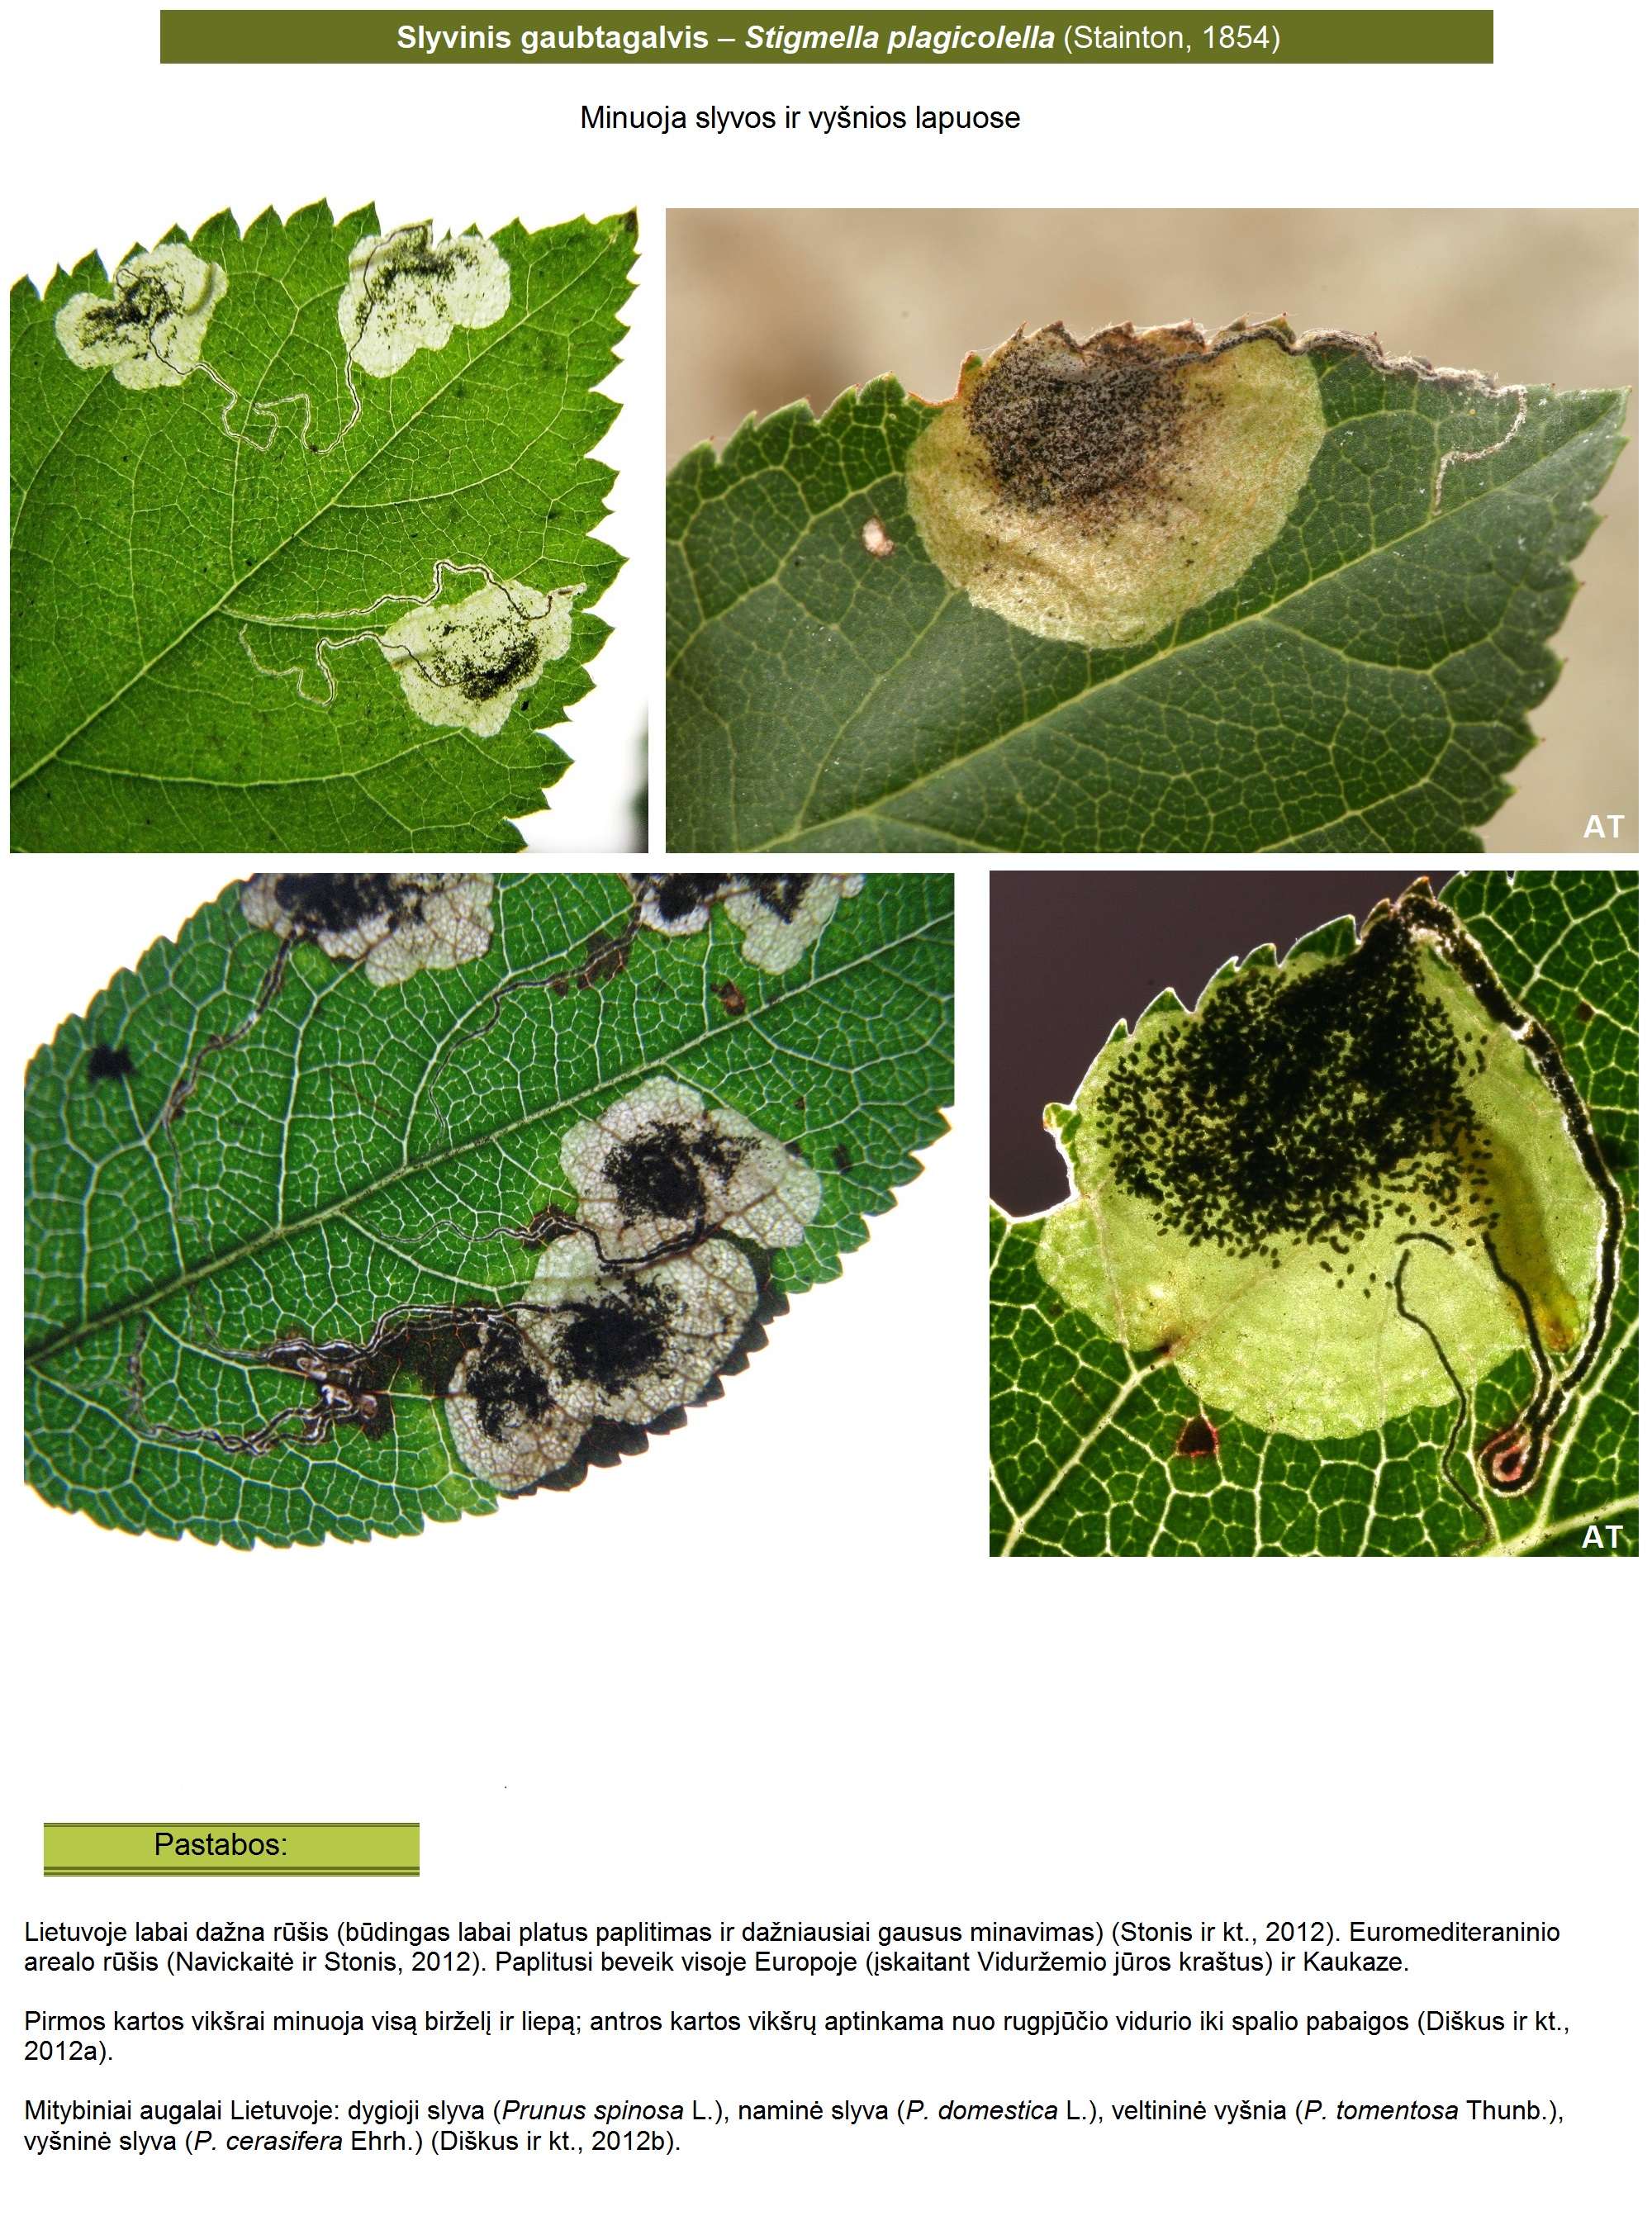 Slyvinis gaubtagalvis – Stigmella plagicolella (Stainton, 1854)
Minuoja slyvos ir vyšnios lapuose
AT
AT
Pastabos:
Lietuvoje labai dažna rūšis (būdingas labai platus paplitimas ir dažniausiai gausus minavimas) (Stonis ir kt., 2012). Euromediteraninio
arealo rūšis (Navickaitė ir Stonis, 2012). Paplitusi beveik visoje Europoje (įskaitant Viduržemio jūros kraštus) ir Kaukaze.
Pirmos kartos vikšrai minuoja visą birželį ir liepą; antros kartos vikšrų aptinkama nuo rugpjūčio vidurio iki spalio pabaigos (Diškus ir kt.,
2012a).
Mitybiniai augalai Lietuvoje: dygioji slyva (Prunus spinosa L.), naminė slyva (P. domestica L.), veltininė vyšnia (P. tomentosa Thunb.),
vyšninė slyva (P. cerasifera Ehrh.) (Diškus ir kt., 2012b).